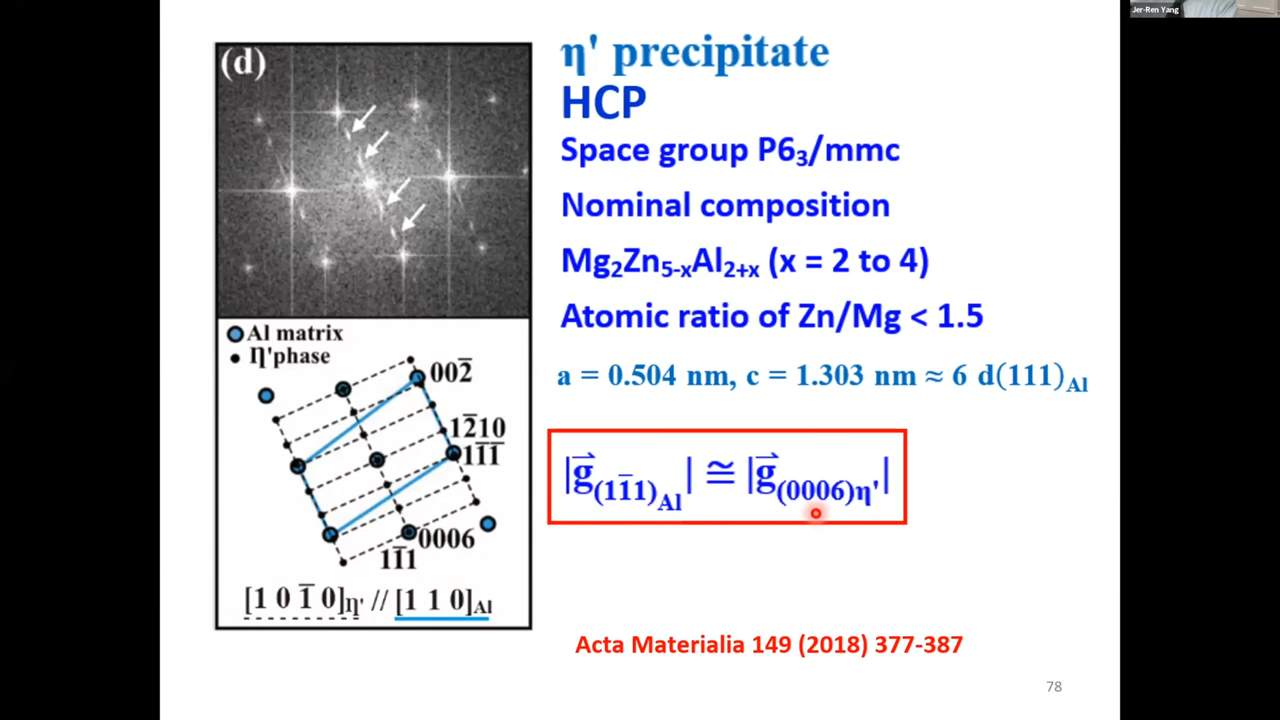 Jer-Ren Yang
(d)
η' precipitate
HCP
Space group P6₃/mmc
Nominal composition
Mg₂Zn₅₋ₓAl₂₊ₓ (x = 2 to 4)
Atomic ratio of Zn/Mg < 1.5
a = 0.504 nm, c = 1.303 nm ≈ 6 d(111)Al
|g⃗(11̅1)Al| ≅ |g⃗(0006)η'|
Al matrix
η'phase
002̅
12̅10
11̅1̅
0006
11̅1
[1 0 1̅ 0]η' // [1 1 0]Al
Acta Materialia 149 (2018) 377-387
78